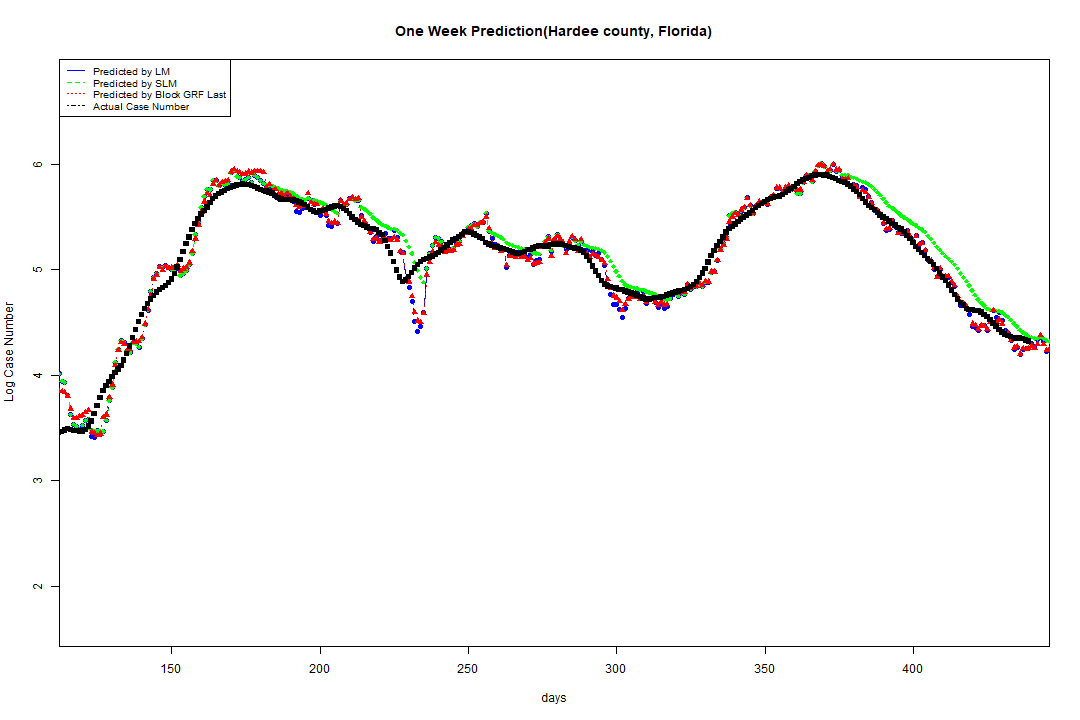 One Week Prediction(Hardee county, Florida)
Predicted by LM
Predicted by SLM
Predicted by Block GRF Last
Actual Case Number
6
5
4
3
2
Log Case Number
150 200 250 300 350 400
days